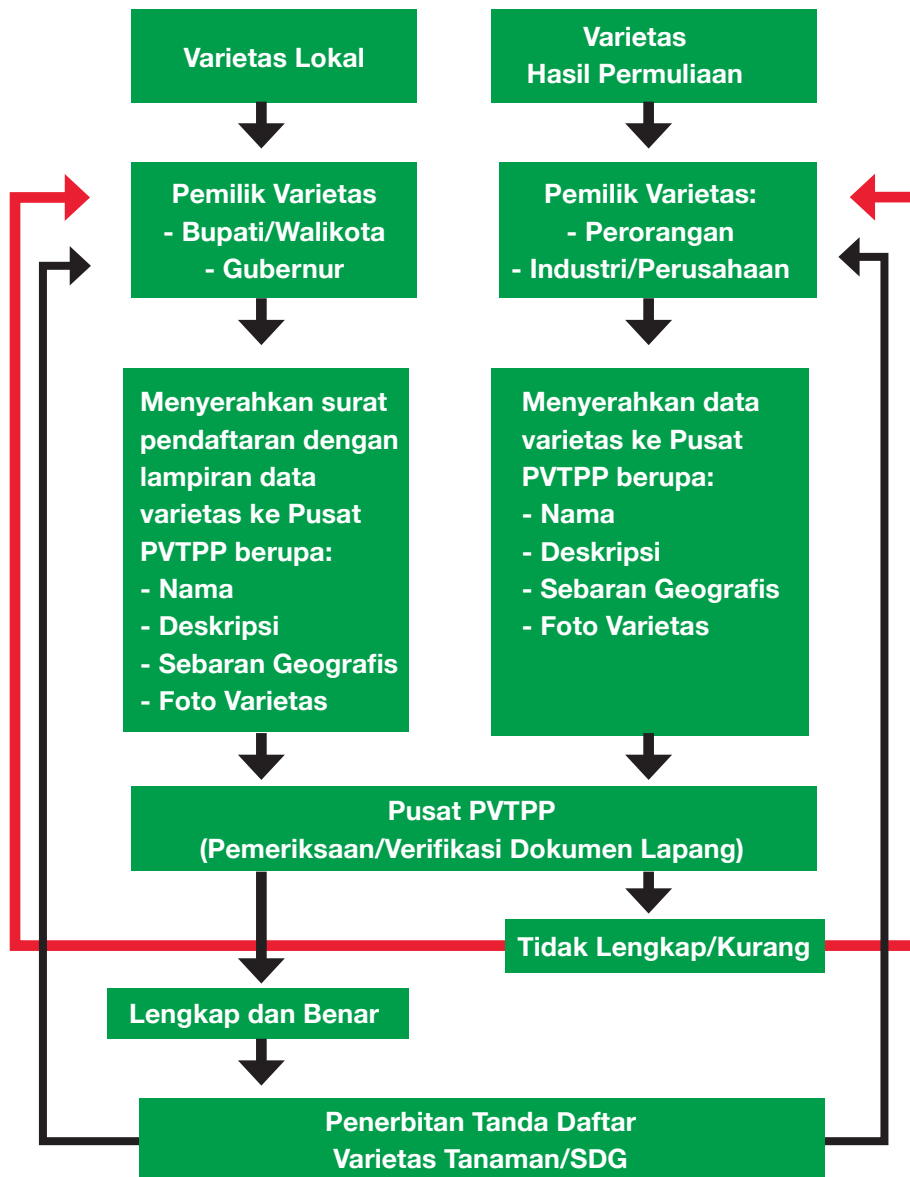 Varietas Lokal
Varietas
Hasil Permuliaan
Pemilik Varietas
- Bupati/Walikota
- Gubernur
Pemilik Varietas:
- Perorangan
- Industri/Perusahaan
Menyerahkan surat
pendaftaran dengan
lampiran data
varietas ke Pusat
PVTPP berupa:
- Nama
- Deskripsi
- Sebaran Geografis
- Foto Varietas
Menyerahkan data
varietas ke Pusat
PVTPP berupa:
- Nama
- Deskripsi
- Sebaran Geografis
- Foto Varietas
Pusat PVTPP
(Pemeriksaan/Verifikasi Dokumen Lapang)
Tidak Lengkap/Kurang
Lengkap dan Benar
Penerbitan Tanda Daftar
Varietas Tanaman/SDG